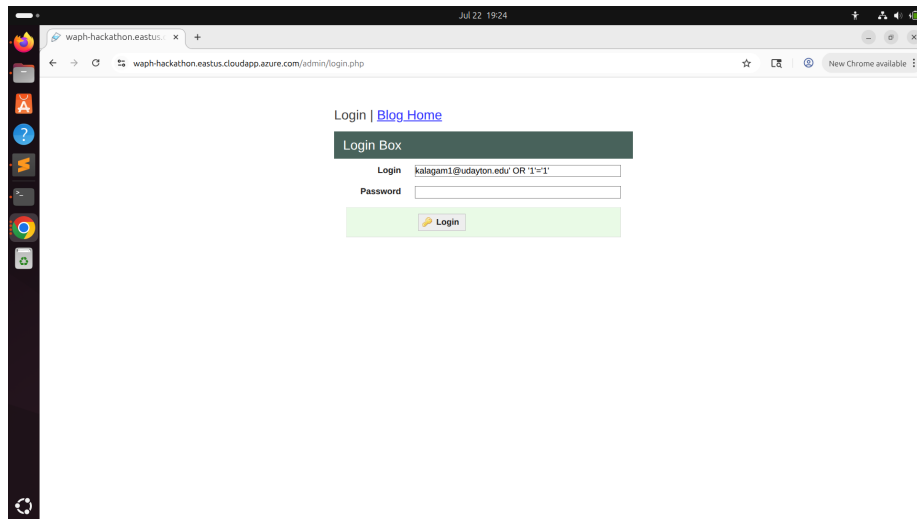 Jul 22 19:24
waph-hackathon.eastus.
waph-hackathon.eastus.cloudapp.azure.com/admin/login.php
New Chrome available
Login | Blog Home
Login Box
Login kalagam1@udayton.edu' OR '1'='1'
Password
Login